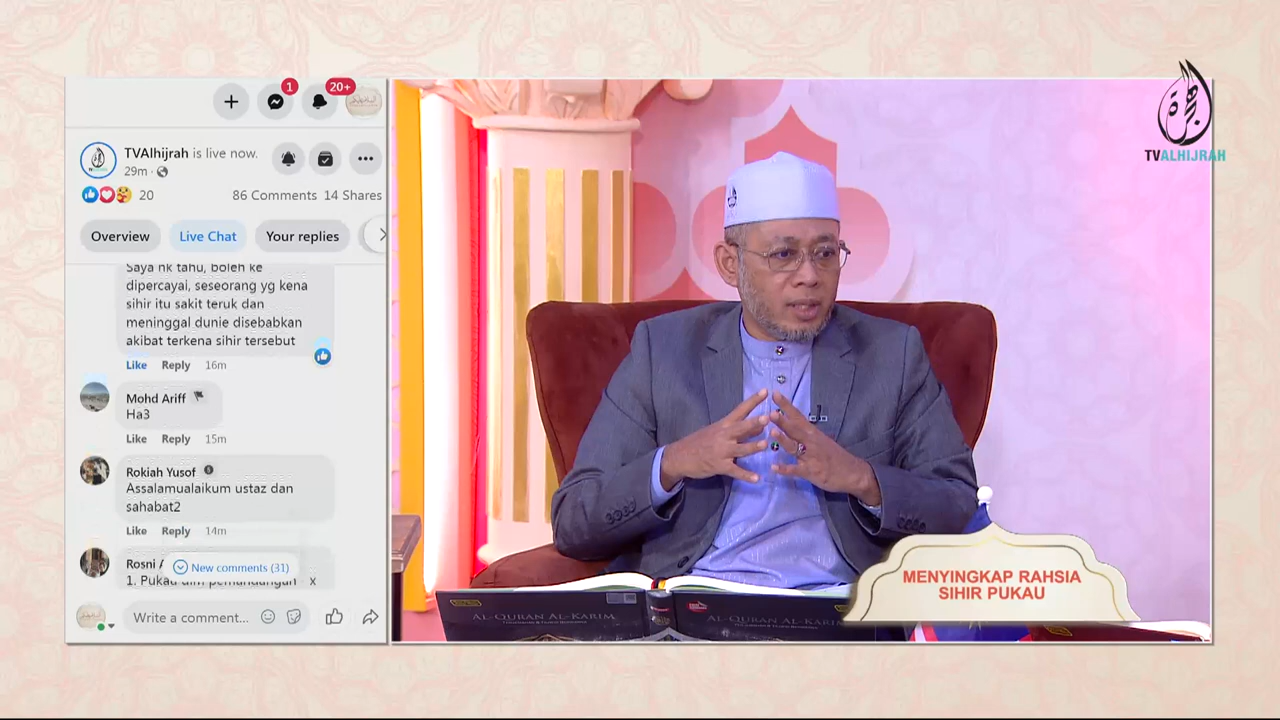 1
20+
TVAlhijrah is live now.
29m ·
20
86 Comments 14 Shares
Overview
Live Chat
Your replies
Saya nk tahu, boleh ke
dipercayai, seseorang yg kena
sihir itu sakit teruk dan
meninggal dunie disebabkan
akibat terkena sihir tersebut
Like Reply 16m
Mohd Ariff
Ha3
Like Reply 15m
Rokiah Yusof
Assalamualaikum ustaz dan
sahabat2
Like Reply 14m
Rosni
New comments (31)
1. Pukau
x
Write a comment...
TVALHIJRAH
MENYINGKAP RAHSIA
SIHIR PUKAU
AL-QURAN AL-KARIM
AL-QURAN AL-KARIM